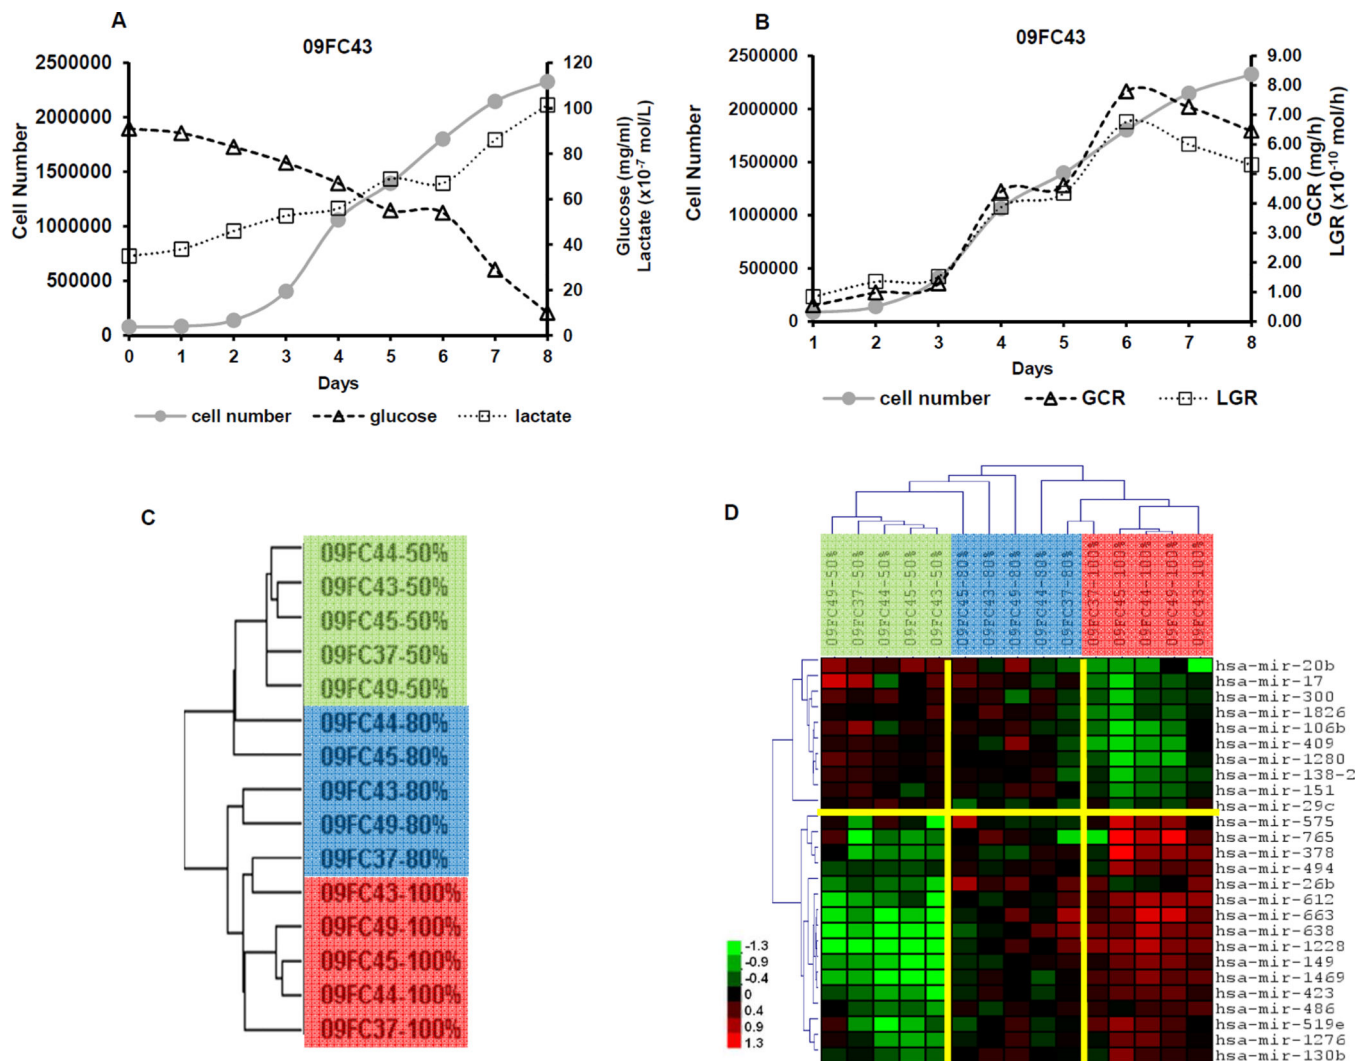 A
09FC43
2500000
2000000
1500000
1000000
500000
0
Cell Number
120
100
80
60
40
20
0
Glucose (mg/ml)
Lactate (x10-7 mol/L)
0 1 2 3 4 5 6 7 8
Days
cell number glucose lactate
B
09FC43
2500000
2000000
1500000
1000000
500000
0
Cell Number
9.00
8.00
7.00
6.00
5.00
4.00
3.00
2.00
1.00
0.00
GCR (mg/h)
LGR (x10-10 mol/h)
1 2 3 4 5 6 7 8
Days
cell number GCR LGR
C
09FC44-50%
09FC43-50%
09FC45-50%
09FC37-50%
09FC49-50%
09FC44-80%
09FC45-80%
09FC43-80%
09FC49-80%
09FC37-80%
09FC43-100%
09FC49-100%
09FC45-100%
09FC44-100%
09FC37-100%
D
09FC49-50%
09FC37-50%
09FC44-50%
09FC45-50%
09FC43-50%
09FC45-80%
09FC43-80%
09FC49-80%
09FC44-80%
09FC37-80%
09FC37-100%
09FC45-100%
09FC44-100%
09FC49-100%
09FC43-100%
hsa-mir-20b
hsa-mir-17
hsa-mir-300
hsa-mir-1826
hsa-mir-106b
hsa-mir-409
hsa-mir-1280
hsa-mir-138-2
hsa-mir-151
hsa-mir-29c
hsa-mir-575
hsa-mir-765
hsa-mir-378
hsa-mir-494
hsa-mir-26b
hsa-mir-612
hsa-mir-663
hsa-mir-638
hsa-mir-1228
hsa-mir-149
hsa-mir-1469
hsa-mir-423
hsa-mir-486
hsa-mir-519e
hsa-mir-1276
hsa-mir-130b
-1.3
-0.9
-0.4
0
0.4
0.9
1.3